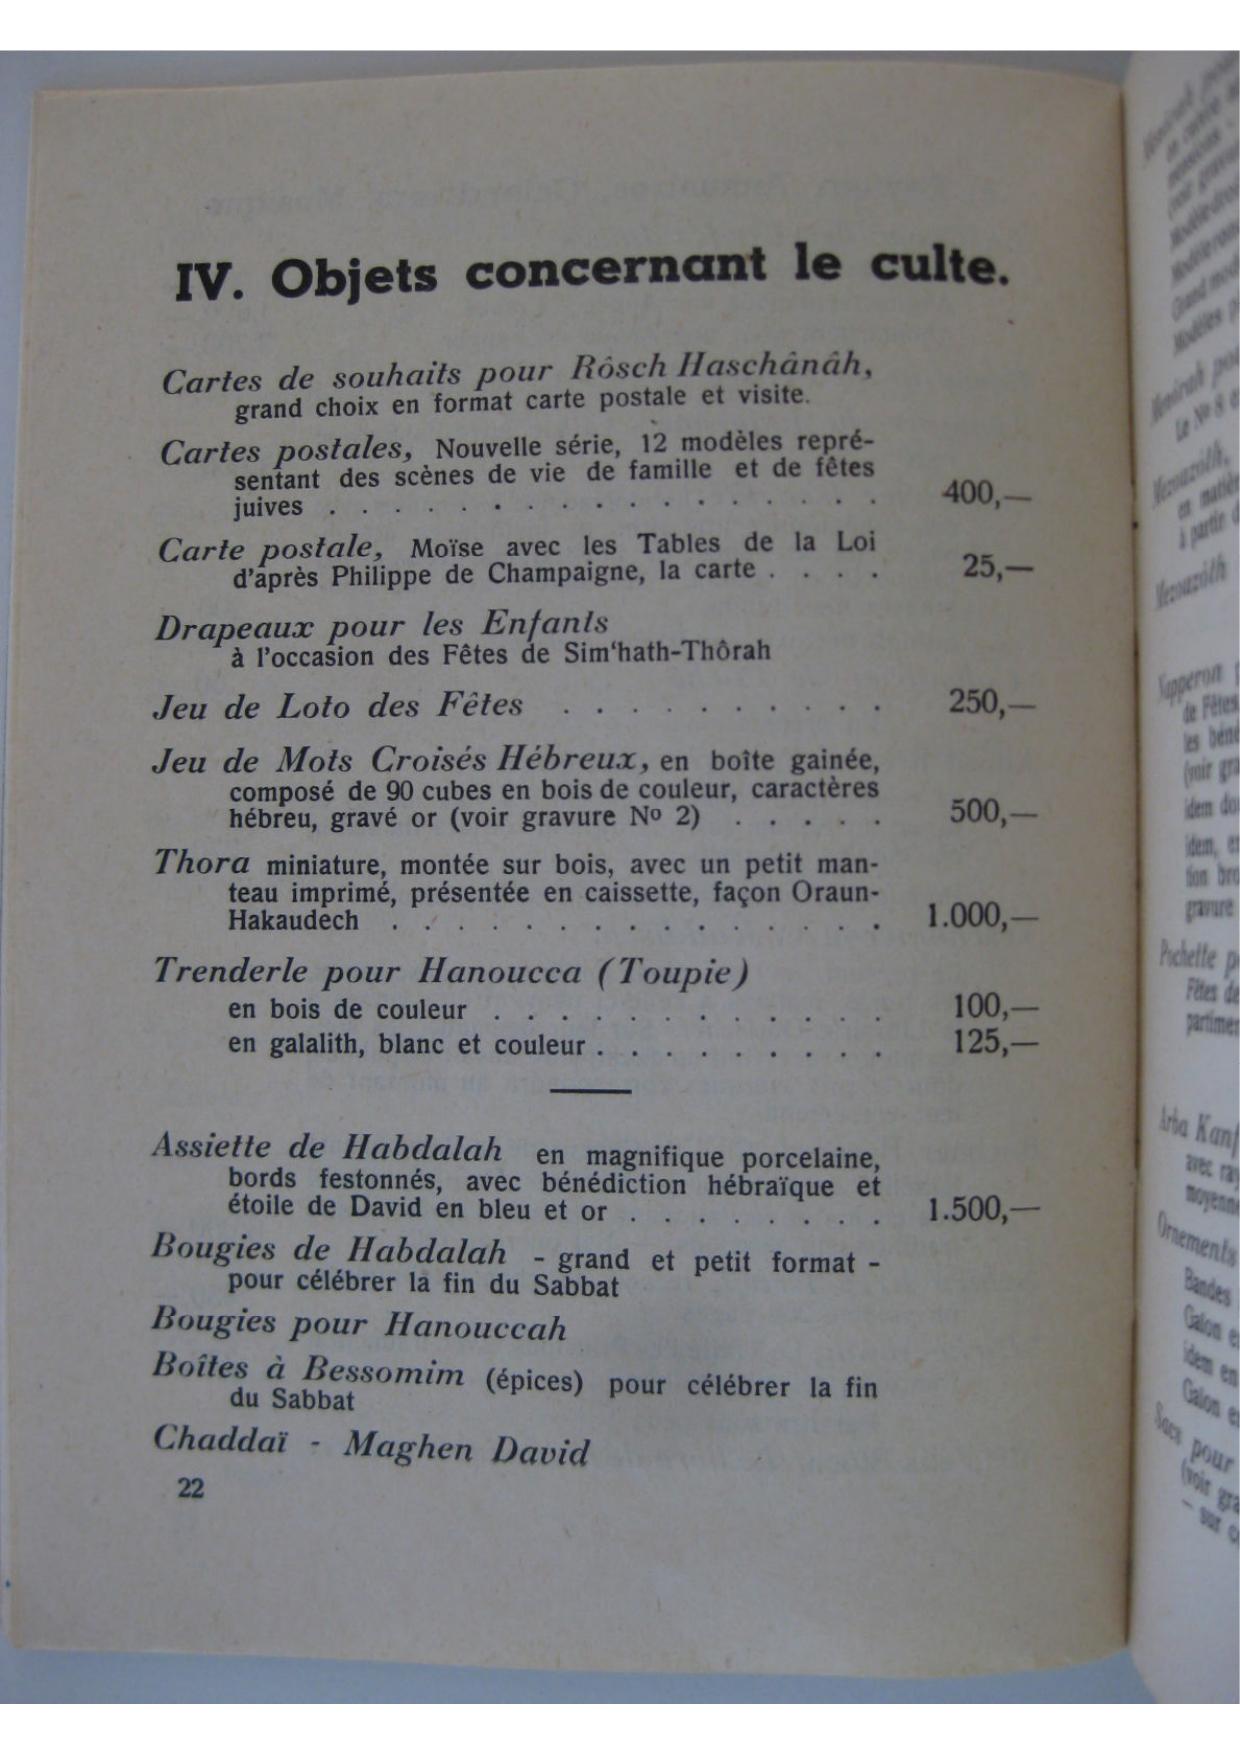 IV. Objets concernant le culte.
Cartes de souhaits pour Rôsch Haschânâh,
grand choix en format carte postale et visite.
Cartes postales, Nouvelle série, 12 modèles repré-
sentant des scènes de vie de famille et de fêtes
juives . . . . . . . . . . . . . . . . . 400,—
Carte postale, Moïse avec les Tables de la Loi
d'après Philippe de Champaigne, la carte . . . . 25,—
Drapeaux pour les Enfants
à l'occasion des Fêtes de Sim'hath-Thôrah
Jeu de Loto des Fêtes . . . . . . . . . . 250,—
Jeu de Mots Croisés Hébreux, en boîte gainée,
composé de 90 cubes en bois de couleur, caractères
hébreu, gravé or (voir gravure No 2) . . . . . 500,—
Thora miniature, montée sur bois, avec un petit man-
teau imprimé, présentée en caissette, façon Oraun-
Hakaudech . . . . . . . . . . . . . . . 1.000,—
Trenderle pour Hanoucca (Toupie)
en bois de couleur . . . . . . . . . . . . 100,—
en galalith, blanc et couleur . . . . . . . . . 125,—
Assiette de Habdalah en magnifique porcelaine,
bords festonnés, avec bénédiction hébraïque et
étoile de David en bleu et or . . . . . . . . 1.500,—
Bougies de Habdalah - grand et petit format -
pour célébrer la fin du Sabbat
Bougies pour Hanouccah
Boîtes à Bessomim (épices) pour célébrer la fin
du Sabbat
Chaddaï - Maghen David
22